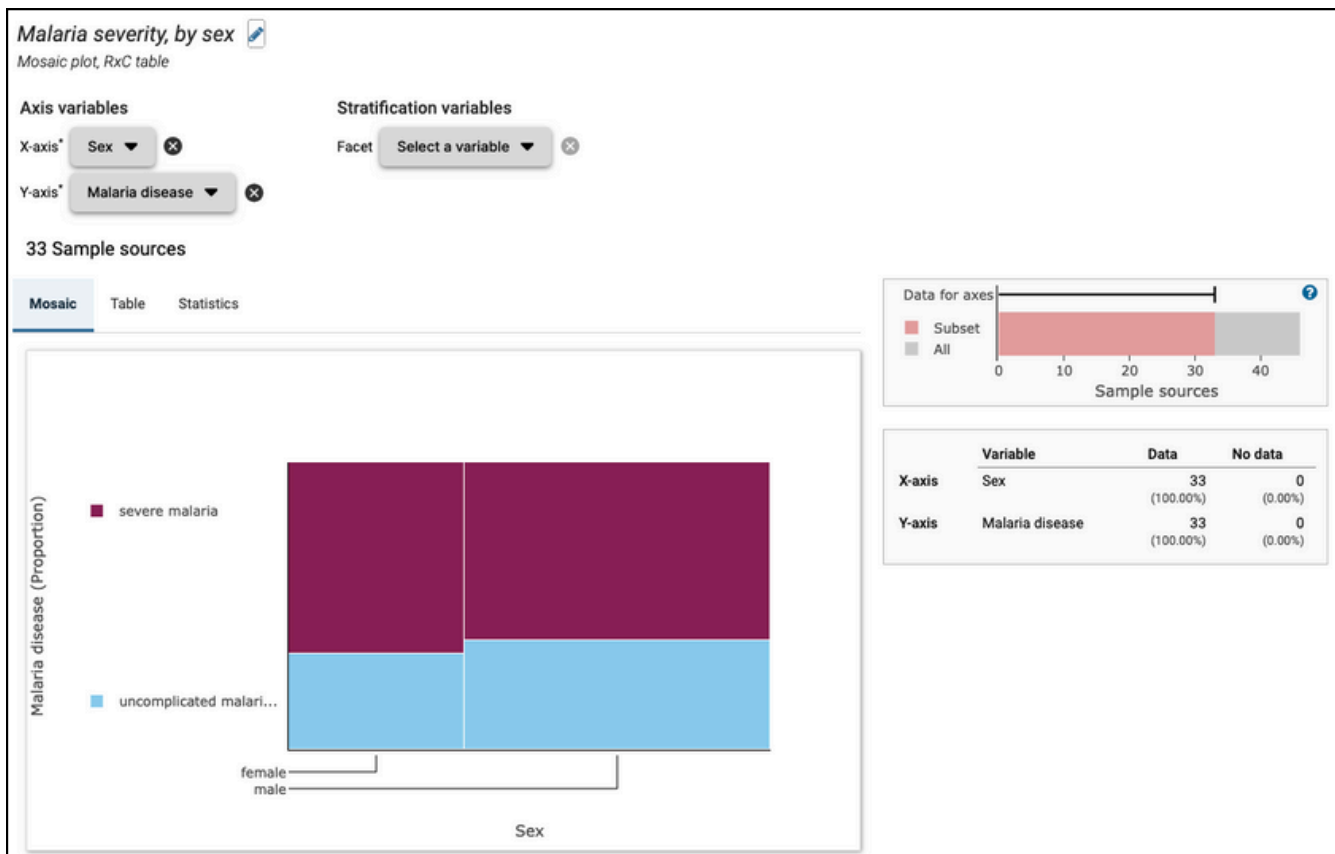 Malaria severity, by sex
Mosaic plot, RxC table
Axis variables
Stratification variables
X-axis* Sex
Facet Select a variable
Y-axis* Malaria disease
33 Sample sources
Mosaic Table Statistics
Malaria disease (Proportion)
severe malaria
uncomplicated malari...
female
male
Sex
Data for axes
?
Subset
All
0 10 20 30 40
Sample sources
Variable Data No data
X-axis Sex 33 0
(100.00%) (0.00%)
Y-axis Malaria disease 33 0
(100.00%) (0.00%)